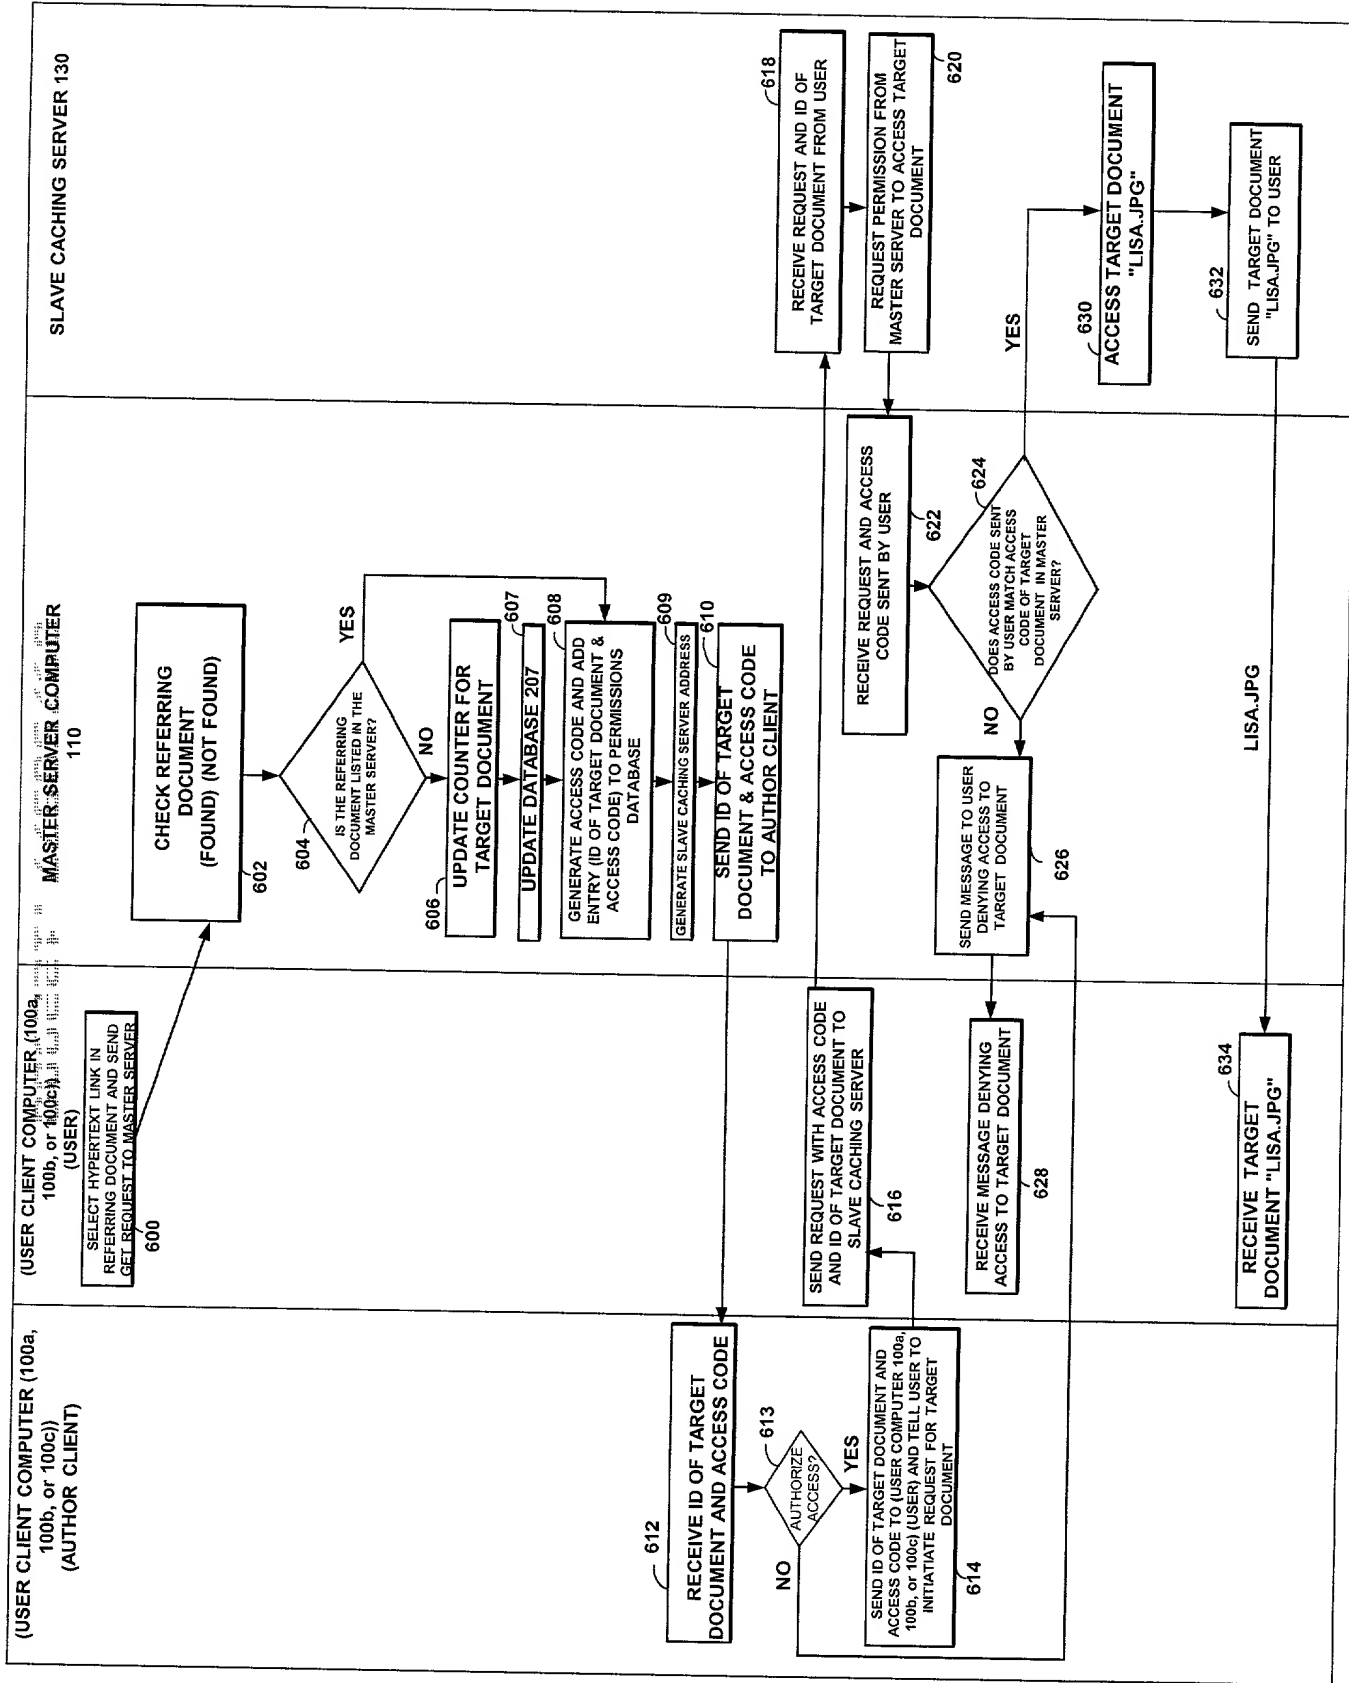 (USER CLIENT COMPUTER (100a,
100b, or 100c))
(AUTHOR CLIENT)
(USER CLIENT COMPUTER (100a,
100b, or 100c))
(USER)
MASTER SERVER COMPUTER
110
SLAVE CACHING SERVER 130
SELECT HYPERTEXT LINK IN
REFERRING DOCUMENT AND SEND
GET REQUEST TO MASTER SERVER
600
CHECK REFERRING
DOCUMENT
(FOUND) (NOT FOUND)
602
604
IS THE REFERRING
DOCUMENT LISTED IN THE
MASTER SERVER?
YES
NO
606
UPDATE COUNTER FOR
TARGET DOCUMENT
607
UPDATE DATABASE 207
608
GENERATE ACCESS CODE AND ADD
ENTRY (ID OF TARGET DOCUMENT &
ACCESS CODE) TO PERMISSIONS
DATABASE
609
GENERATE SLAVE CACHING SERVER ADDRESS
610
SEND ID OF TARGET
DOCUMENT & ACCESS CODE
TO AUTHOR CLIENT
612
RECEIVE ID OF TARGET
DOCUMENT AND ACCESS CODE
613
AUTHORIZE
ACCESS?
NO
YES
SEND ID OF TARGET DOCUMENT AND
ACCESS CODE TO (USER COMPUTER 100a,
100b, or 100c) (USER) AND TELL USER TO
INITIATIATE REQUEST FOR TARGET
DOCUMENT
614
SEND REQUEST WITH ACCESS CODE
AND ID OF TARGET DOCUMENT TO
SLAVE CACHING SERVER
616
618
RECEIVE REQUEST AND ID OF
TARGET DOCUMENT FROM USER
REQUEST PERMISSION FROM
MASTER SERVER TO ACCESS TARGET
DOCUMENT
620
RECEIVE REQUEST AND ACCESS
CODE SENT BY USER
622
624
DOES ACCESS CODE SENT
BY USER MATCH ACCESS
CODE OF TARGET
DOCUMENT IN MASTER
SERVER?
NO
YES
SEND MESSAGE TO USER
DENYING ACCESS TO
TARGET DOCUMENT
626
RECEIVE MESSAGE DENYING
ACCESS TO TARGET DOCUMENT
628
630
ACCESS TARGET DOCUMENT
"LISA.JPG"
632
SEND TARGET DOCUMENT
"LISA.JPG" TO USER
LISA.JPG
634
RECEIVE TARGET
DOCUMENT "LISA.JPG"